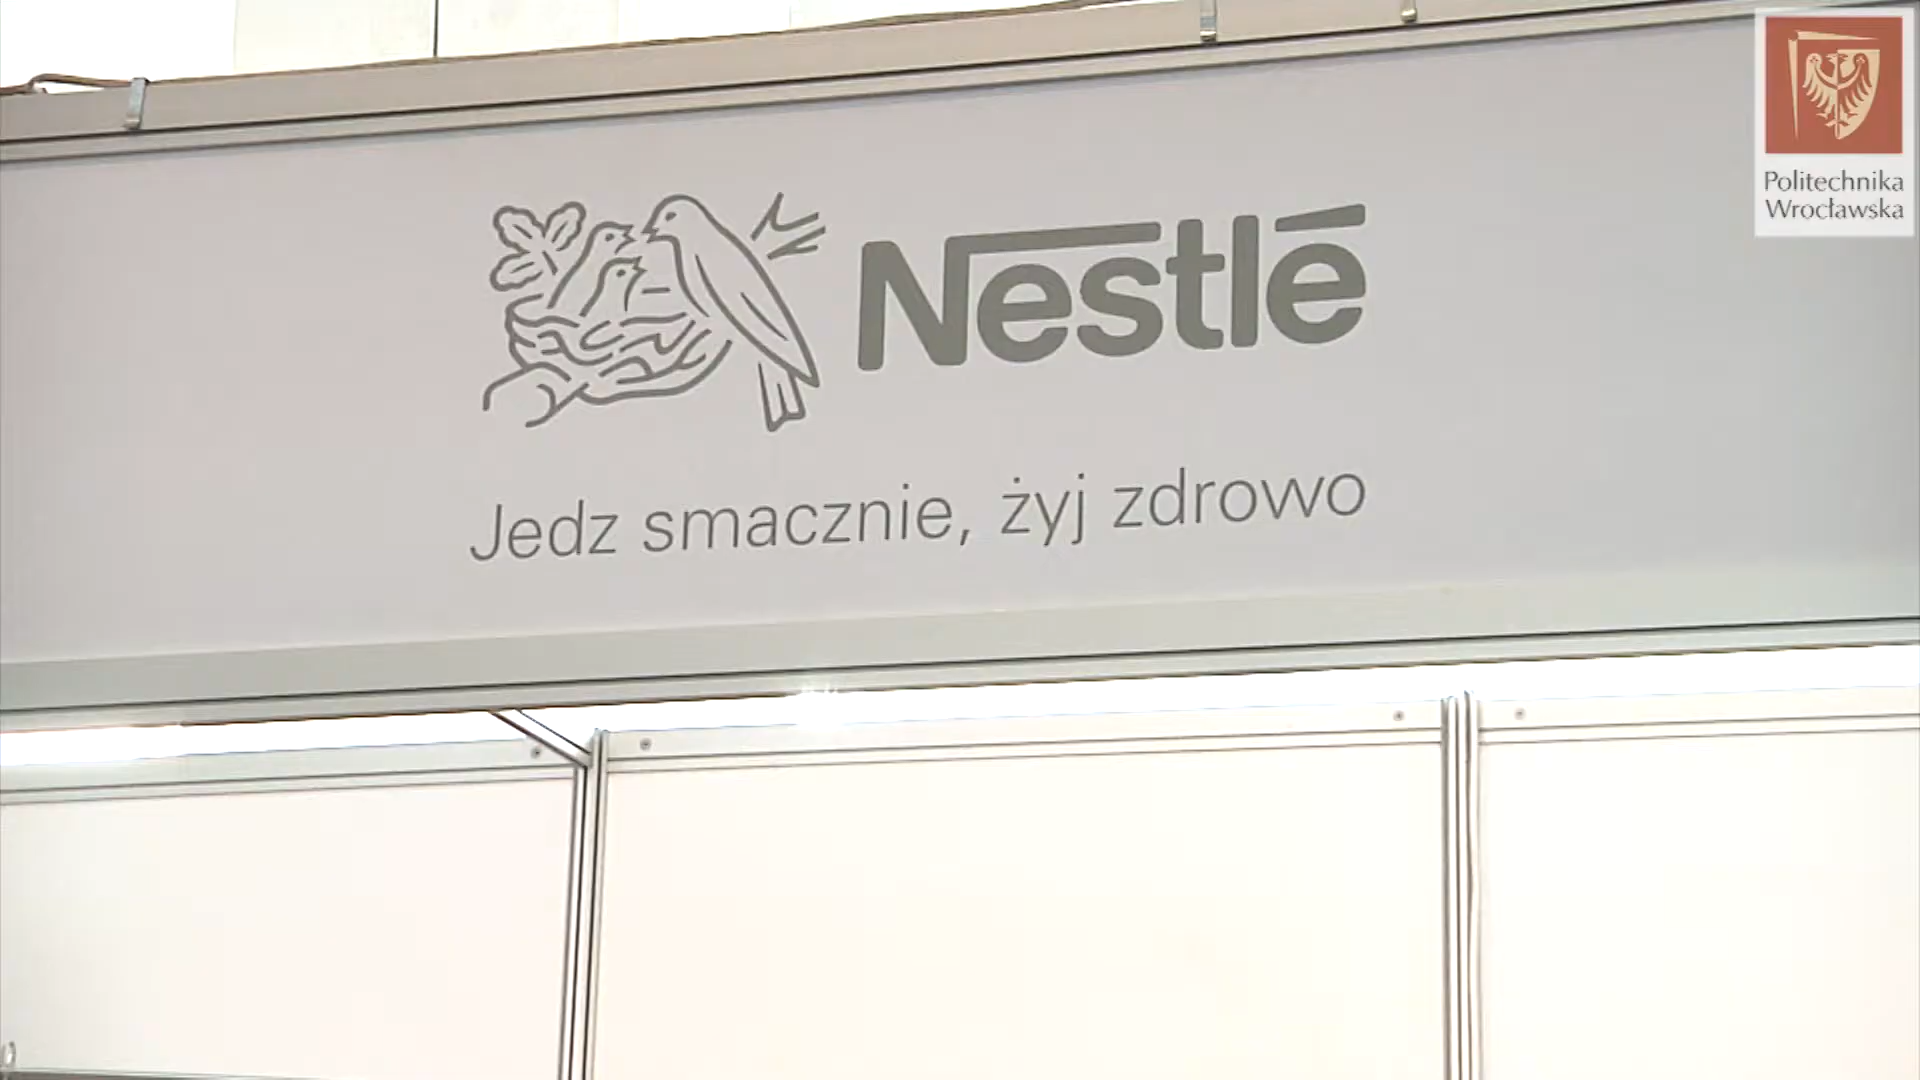 Nestlé
Jedz smacznie, żyj zdrowo
Politechnika
Wrocławska